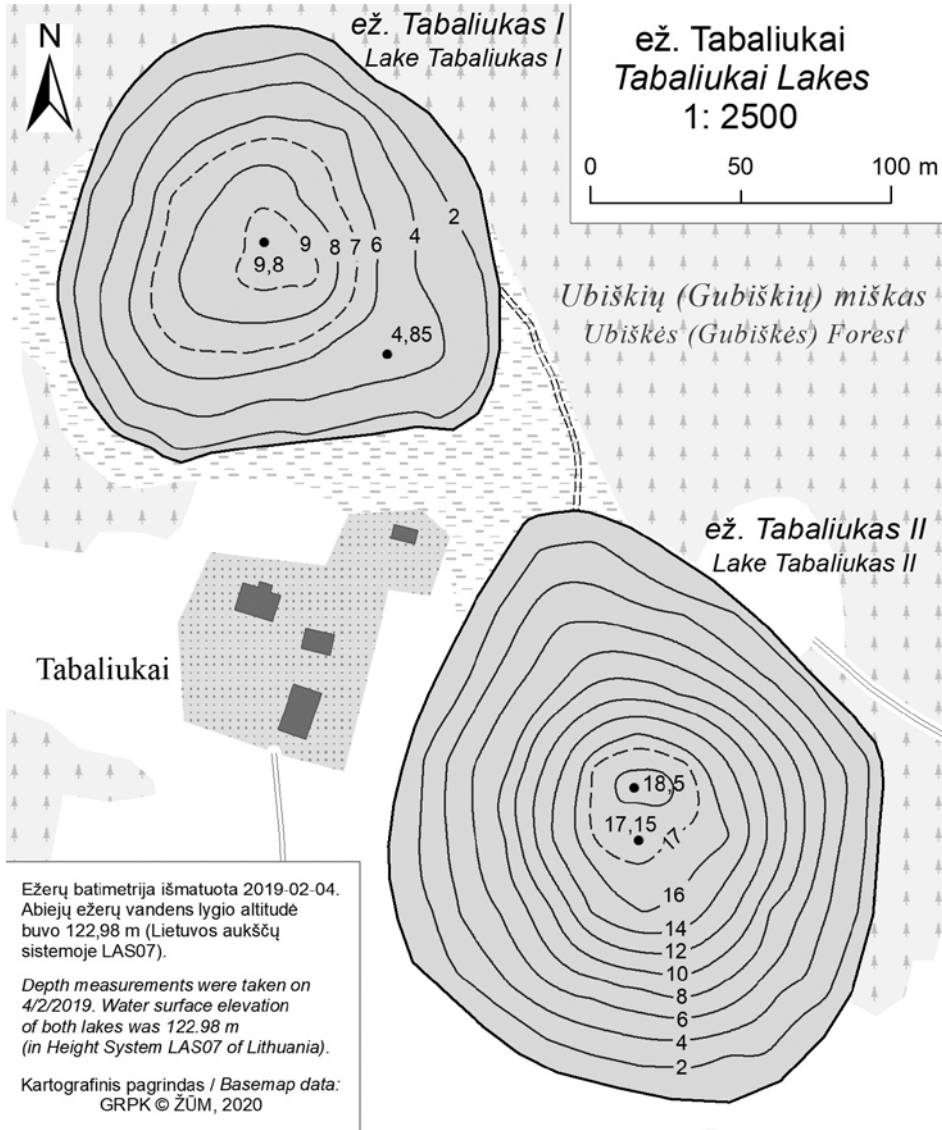 N
ež. Tabaliukas I
Lake Tabaliukas I
ež. Tabaliukai
Tabaliukai Lakes
1: 2500
0 50 100 m
2
4
6
7
8
9
9,8
4,85
Ubiškių (Gubiškių) miškas
Ubiškės (Gubiškės) Forest
ež. Tabaliukas II
Lake Tabaliukas II
Tabaliukai
18,5
17,15
17
16
14
12
10
8
6
4
2
Ežerų batimetrija išmatuota 2019-02-04.
Abiejų ežerų vandens lygio altitudė
buvo 122,98 m (Lietuvos aukščų
sistemoje LAS07).
Depth measurements were taken on
4/2/2019. Water surface elevation
of both lakes was 122.98 m
(in Height System LAS07 of Lithuania).
Kartografinis pagrindas / Basemap data:
GRPK © ŽŪM, 2020